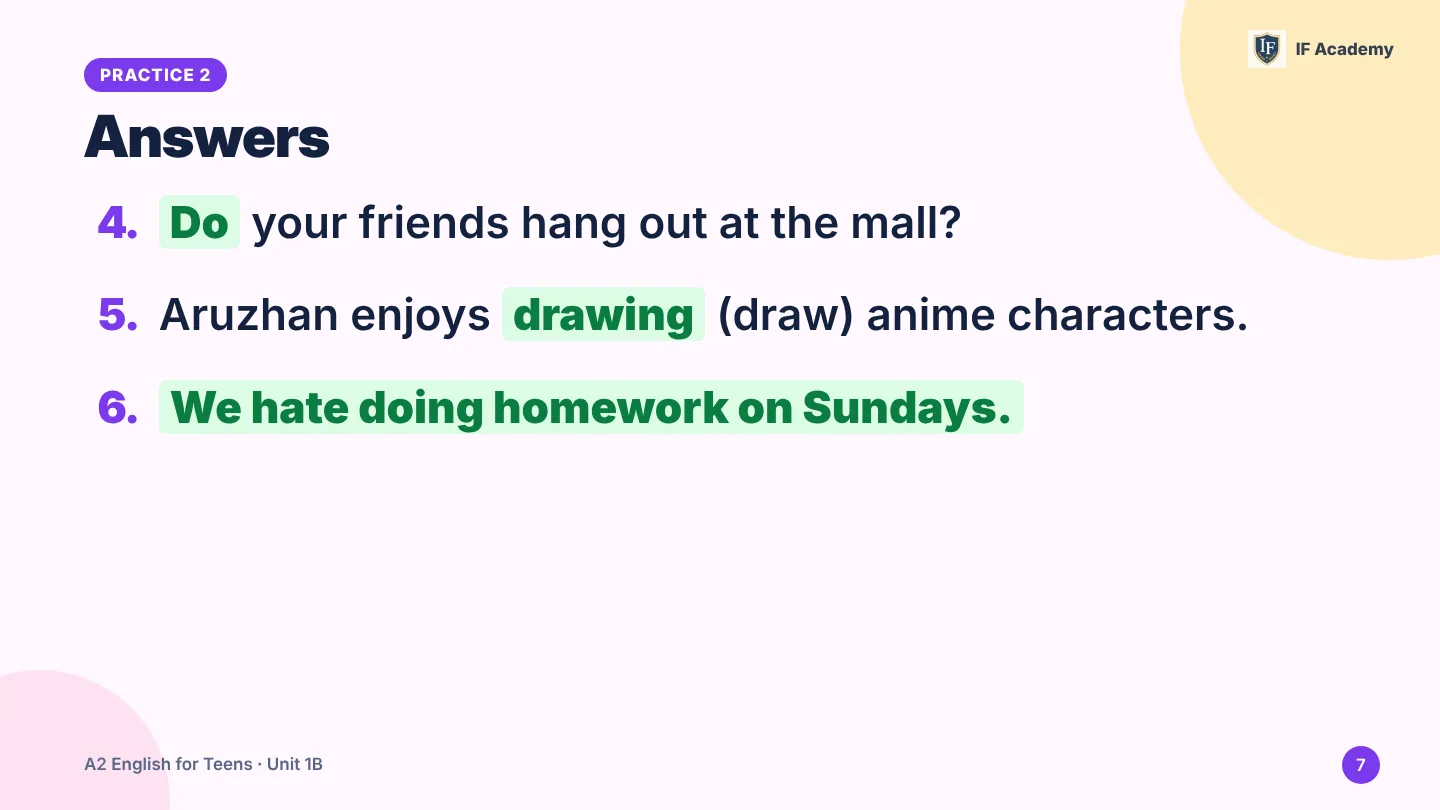 IF IF Academy
PRACTICE 2
Answers
4. Do your friends hang out at the mall?
5. Aruzhan enjoys drawing (draw) anime characters.
6. We hate doing homework on Sundays.
A2 English for Teens · Unit 1B
7